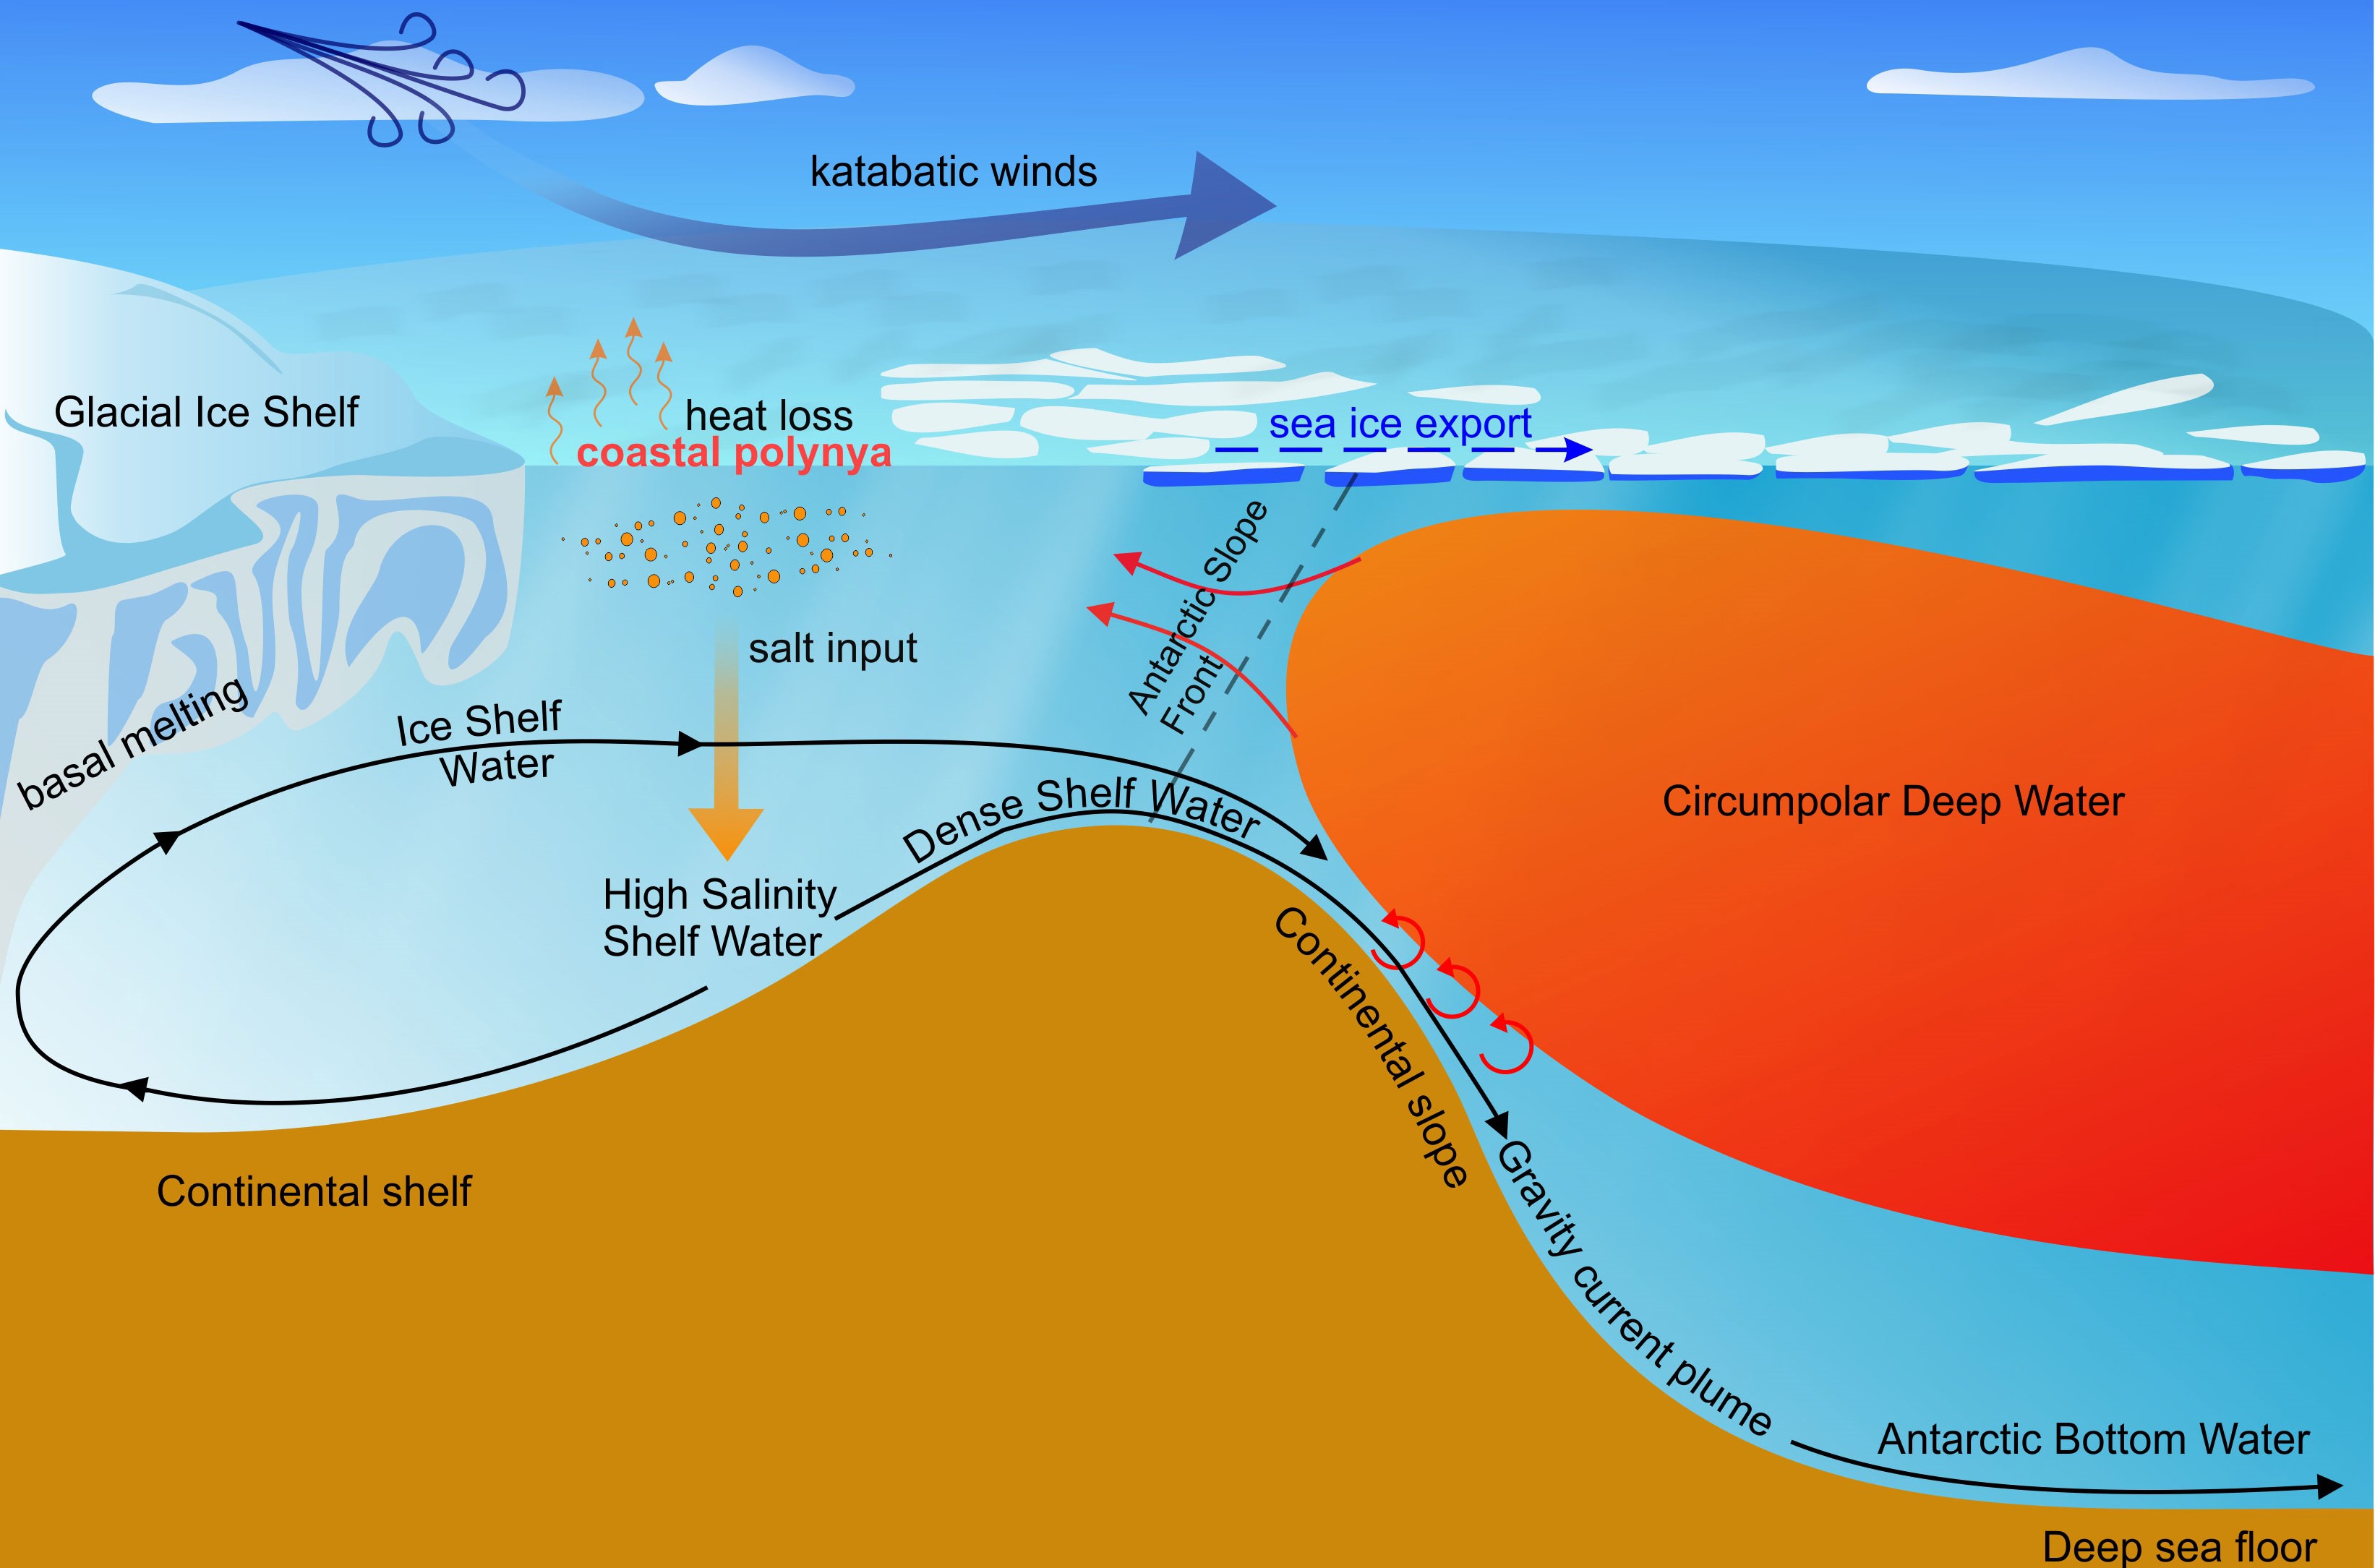 katabatic winds
Glacial Ice Shelf
heat loss
coastal polynya
sea ice export
Antarctic Slope
Front
salt input
basal melting
Ice Shelf
Water
Dense Shelf Water
Circumpolar Deep Water
High Salinity
Shelf Water
Continental slope
Continental shelf
Gravity current plume
Antarctic Bottom Water
Deep sea floor